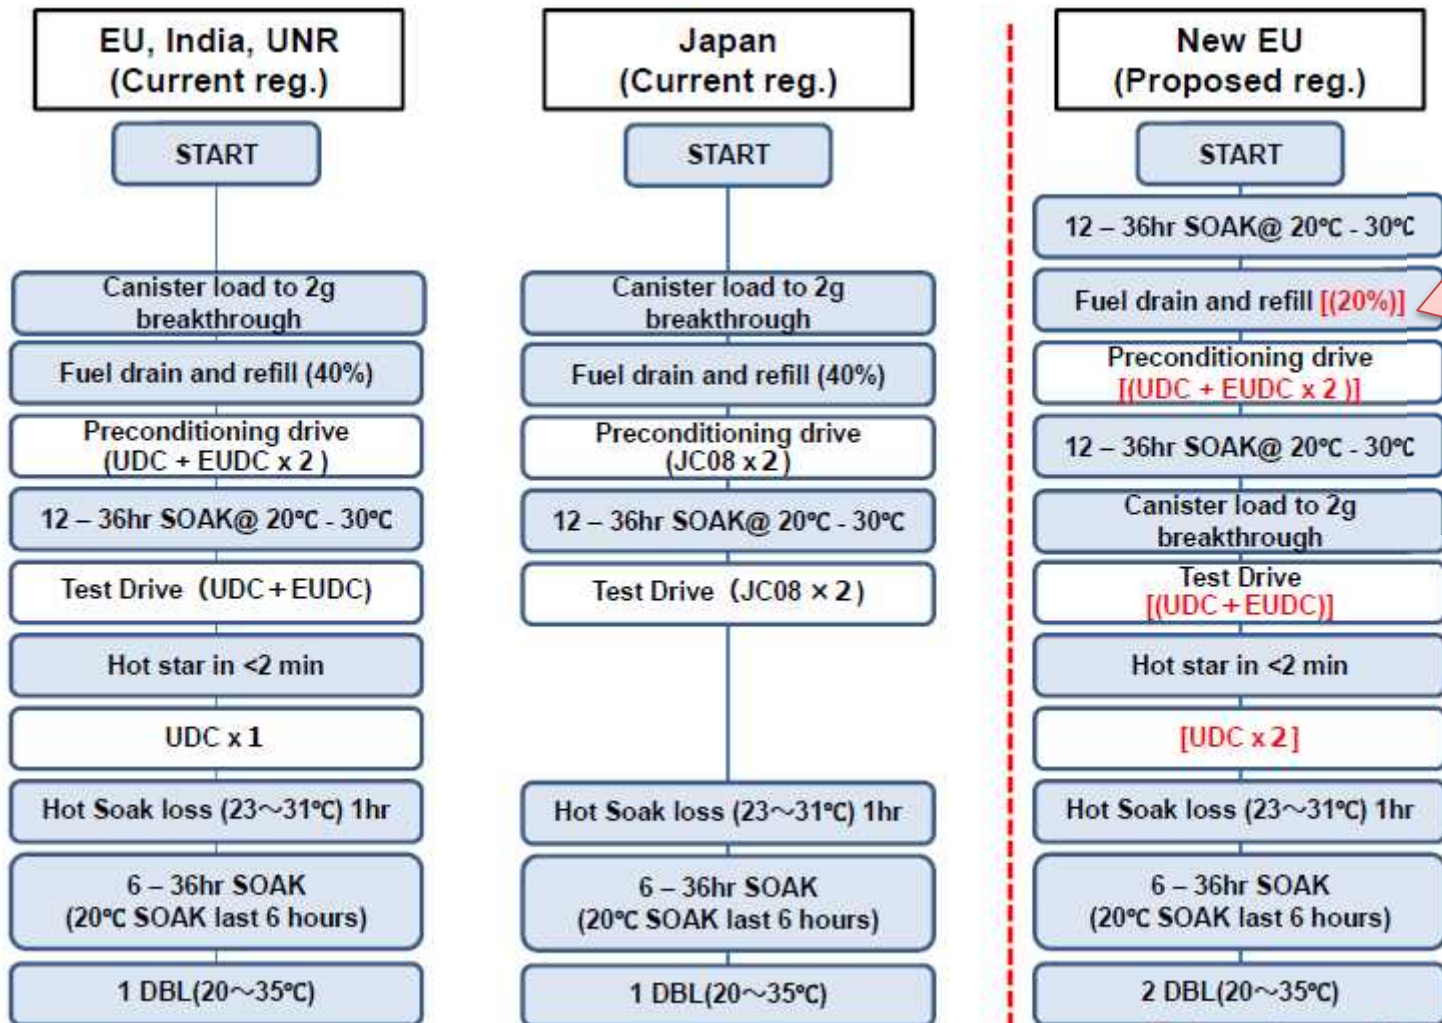 EU, India, UNR
(Current reg.)
START
Canister load to 2g
breakthrough
Fuel drain and refill (40%)
Preconditioning drive
(UDC + EUDC x 2 )
12 – 36hr SOAK@ 20℃ - 30℃
Test Drive（UDC＋EUDC)
Hot star in <2 min
UDC x 1
Hot Soak loss (23～31℃) 1hr
6 – 36hr SOAK
(20℃ SOAK last 6 hours)
1 DBL(20～35℃)
Japan
(Current reg.)
START
Canister load to 2g
breakthrough
Fuel drain and refill (40%)
Preconditioning drive
(JC08 x 2)
12 – 36hr SOAK@ 20℃ - 30℃
Test Drive（JC08 × 2）
Hot Soak loss (23～31℃) 1hr
6 – 36hr SOAK
(20℃ SOAK last 6 hours)
1 DBL(20～35℃)
New EU
(Proposed reg.)
START
12 – 36hr SOAK@ 20℃ - 30℃
Fuel drain and refill [(20%)]
Preconditioning drive
[(UDC + EUDC x 2 )]
12 – 36hr SOAK@ 20℃ - 30℃
Canister load to 2g
breakthrough
Test Drive
[(UDC＋EUDC)]
Hot star in <2 min
[UDC x 2]
Hot Soak loss (23～31℃) 1hr
6 – 36hr SOAK
(20℃ SOAK last 6 hours)
2 DBL(20～35℃)